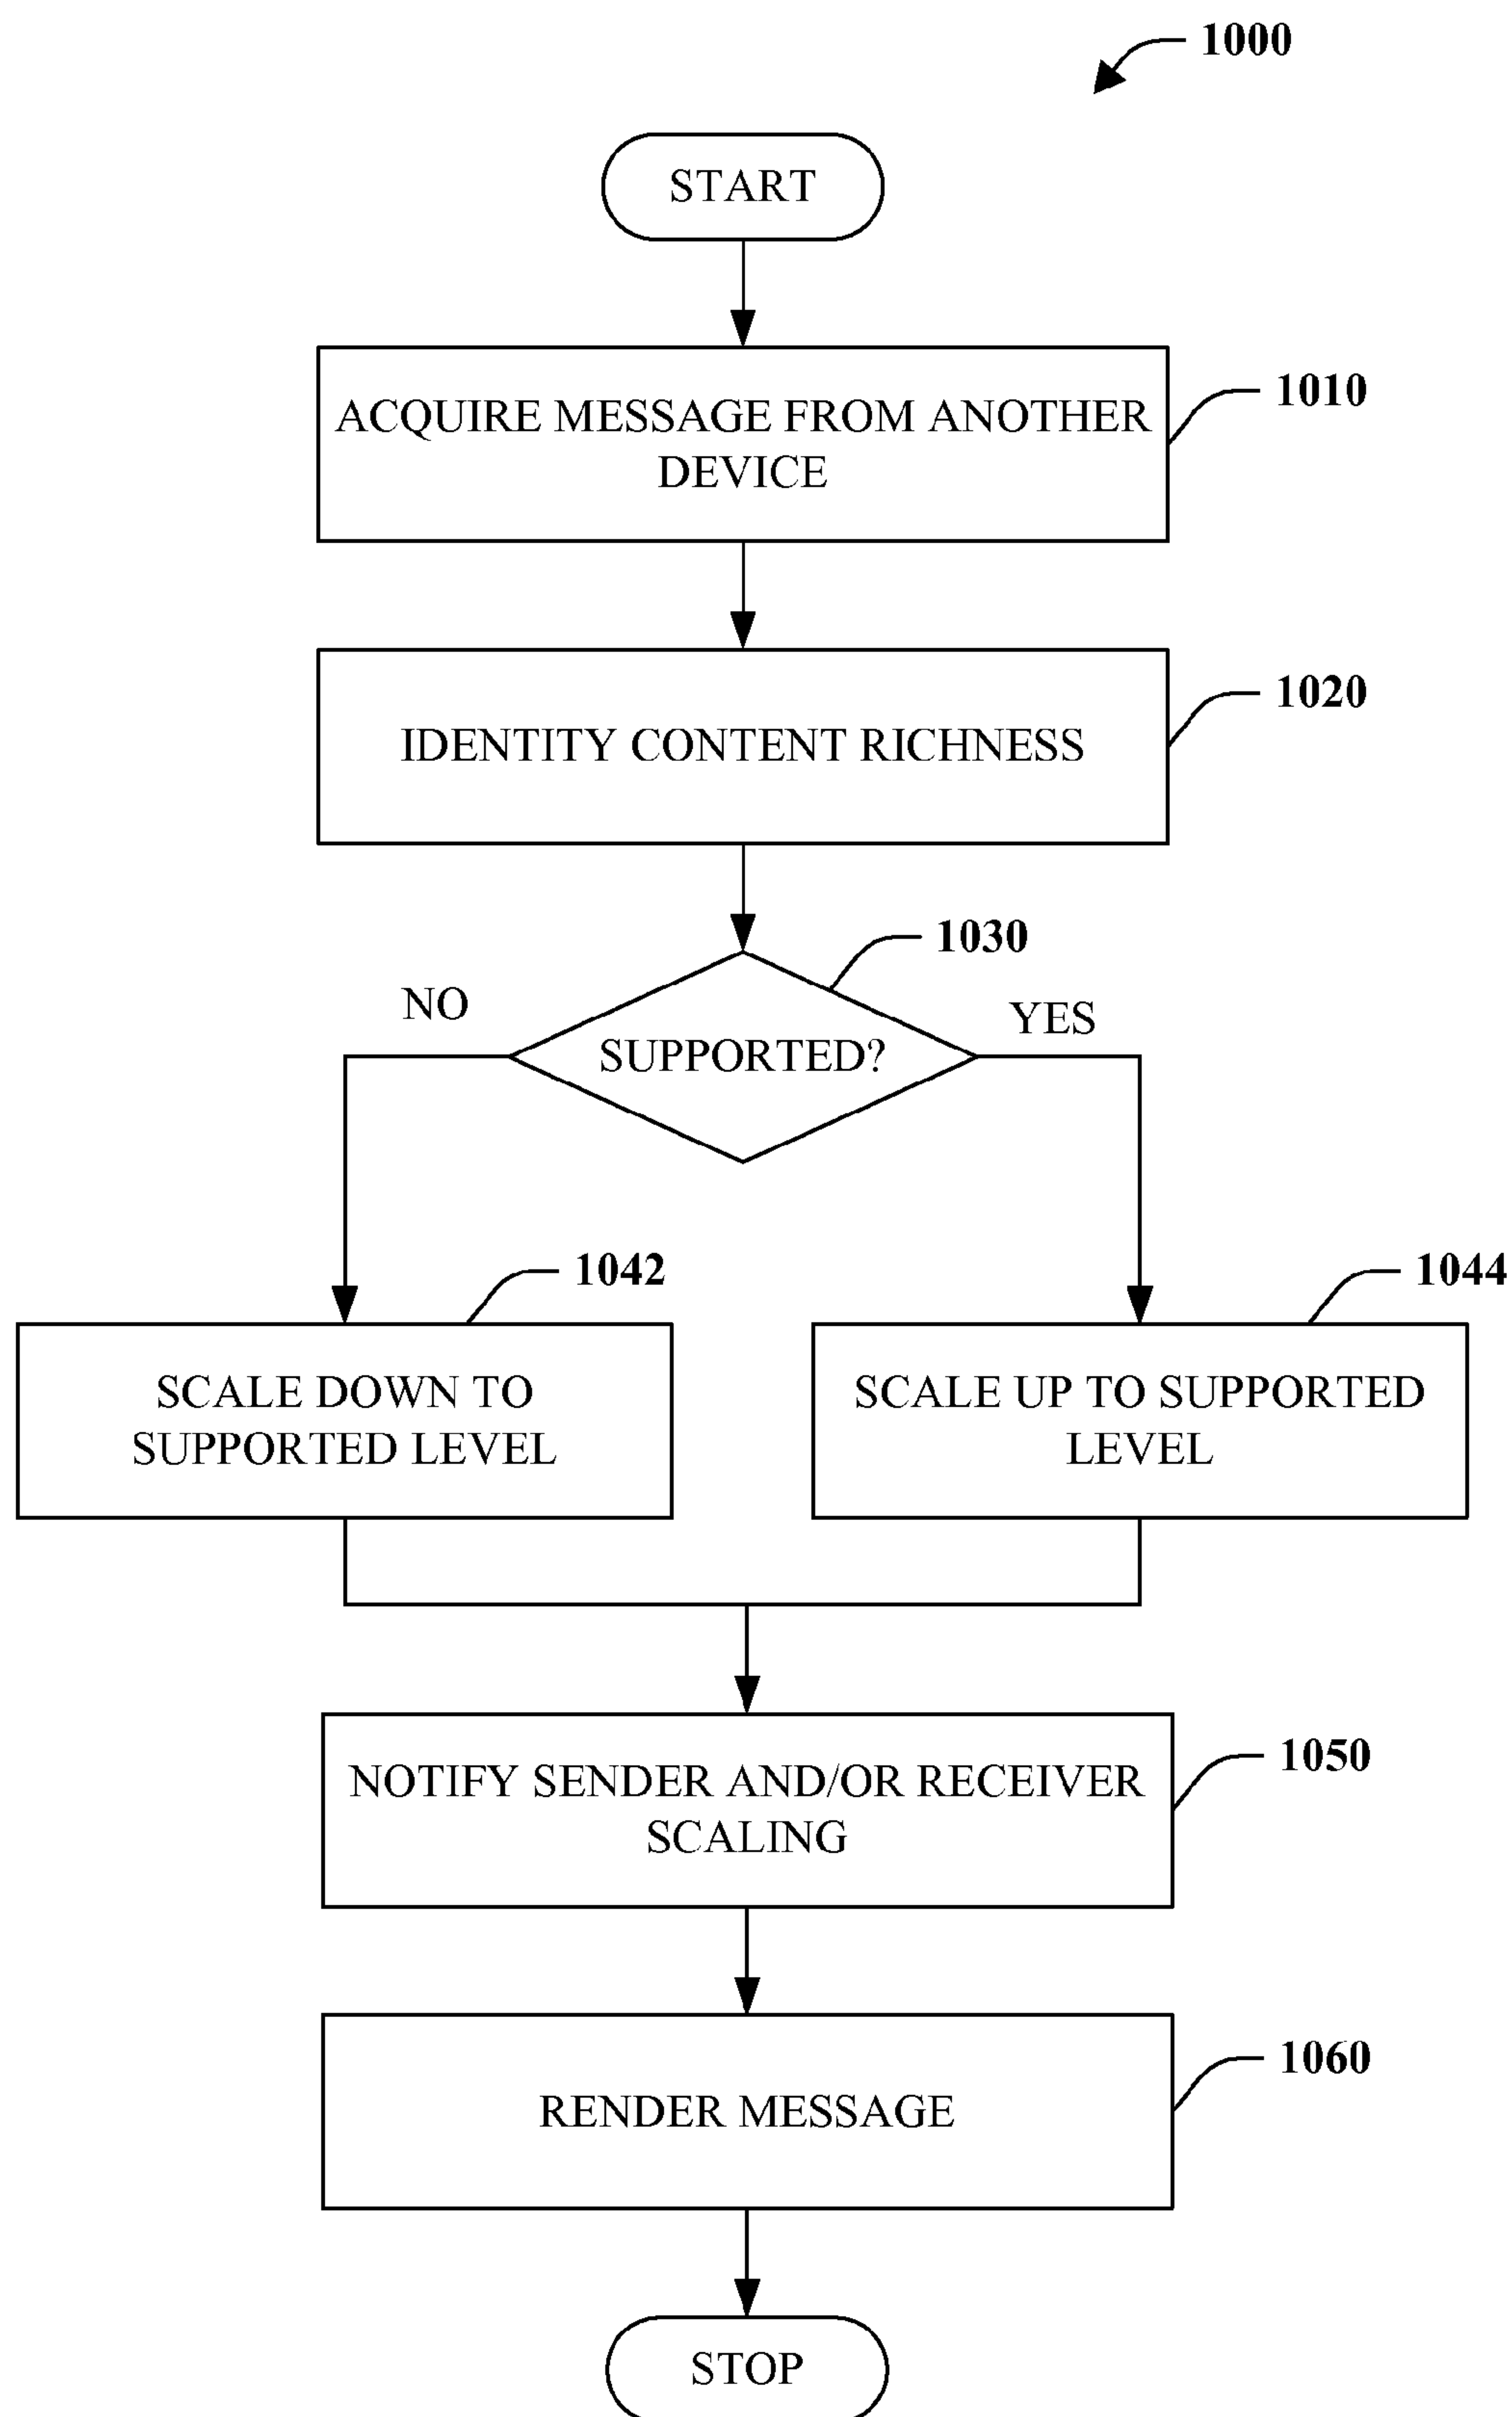 1000
START
ACQUIRE MESSAGE FROM ANOTHER
DEVICE
1010
IDENTITY CONTENT RICHNESS
1020
1030
NO
YES
SUPPORTED?
1042
1044
SCALE DOWN TO
SUPPORTED LEVEL
SCALE UP TO SUPPORTED
LEVEL
NOTIFY SENDER AND/OR RECEIVER
SCALING
1050
RENDER MESSAGE
1060
STOP